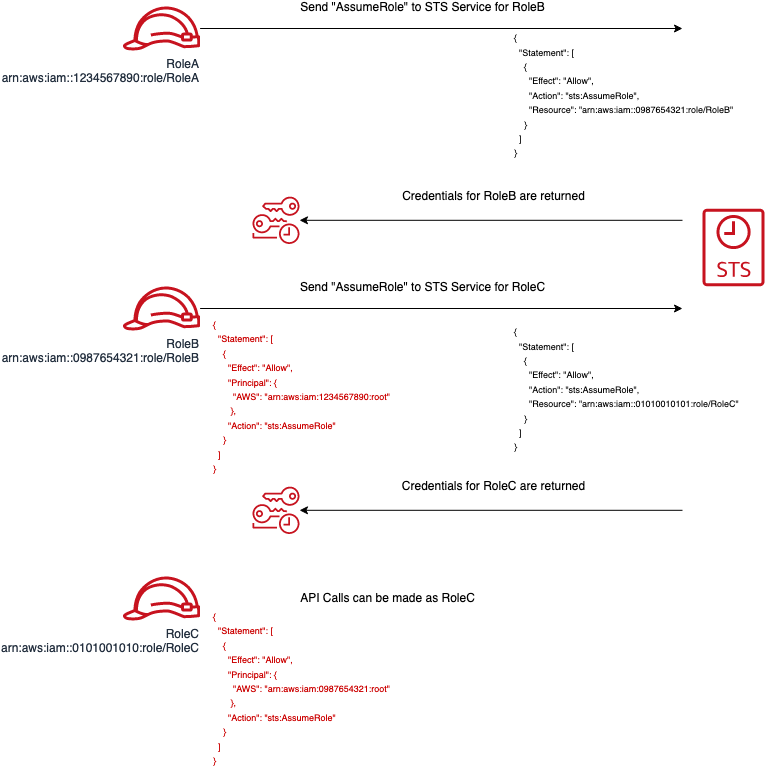 Send "AssumeRole" to STS Service for RoleB
RoleA
arn:aws:iam::1234567890:role/RoleA
{
"Statement": [
{
"Effect": "Allow",
"Action": "sts:AssumeRole",
"Resource": "arn:aws:iam::0987654321:role/RoleB"
}
]
}
Credentials for RoleB are returned
STS
Send "AssumeRole" to STS Service for RoleC
RoleB
arn:aws:iam::0987654321:role/RoleB
{
"Statement": [
{
"Effect": "Allow",
"Principal": {
"AWS": "arn:aws:iam:1234567890:root"
},
"Action": "sts:AssumeRole"
}
]
}
{
"Statement": [
{
"Effect": "Allow",
"Action": "sts:AssumeRole",
"Resource": "arn:aws:iam::01010010101:role/RoleC"
}
]
}
Credentials for RoleC are returned
API Calls can be made as RoleC
RoleC
arn:aws:iam::0101001010:role/RoleC
{
"Statement": [
{
"Effect": "Allow",
"Principal": {
"AWS": "arn:aws:iam:0987654321:root"
},
"Action": "sts:AssumeRole"
}
]
}